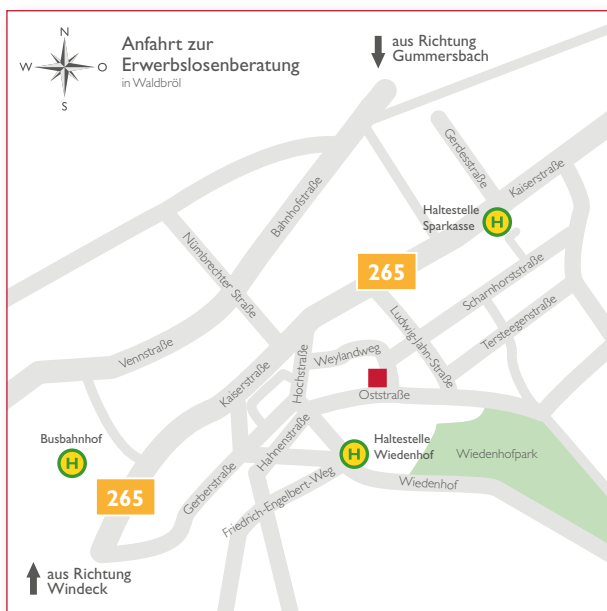 N
W
O
S
Anfahrt zur
Erwerbslosenberatung
in Waldbröl
aus Richtung
Gummersbach
Gerdesstraße
Kaiserstraße
Haltestelle
Sparkasse
H
Bahnhofstraße
Nümbrechter Straße
265
Scharnhorststraße
Tersteegenstraße
Ludwig-Jahn-Straße
Vennstraße
Kaiserstraße
Hochstraße
Weylandweg
Oststraße
Busbahnhof
H
265
Gerberstraße
Hahnenstraße
Haltestelle
Wiedenhof
H
Wiedenhofpark
Wiedenhof
Friedrich-Engelbert-Weg
aus Richtung
Windeck